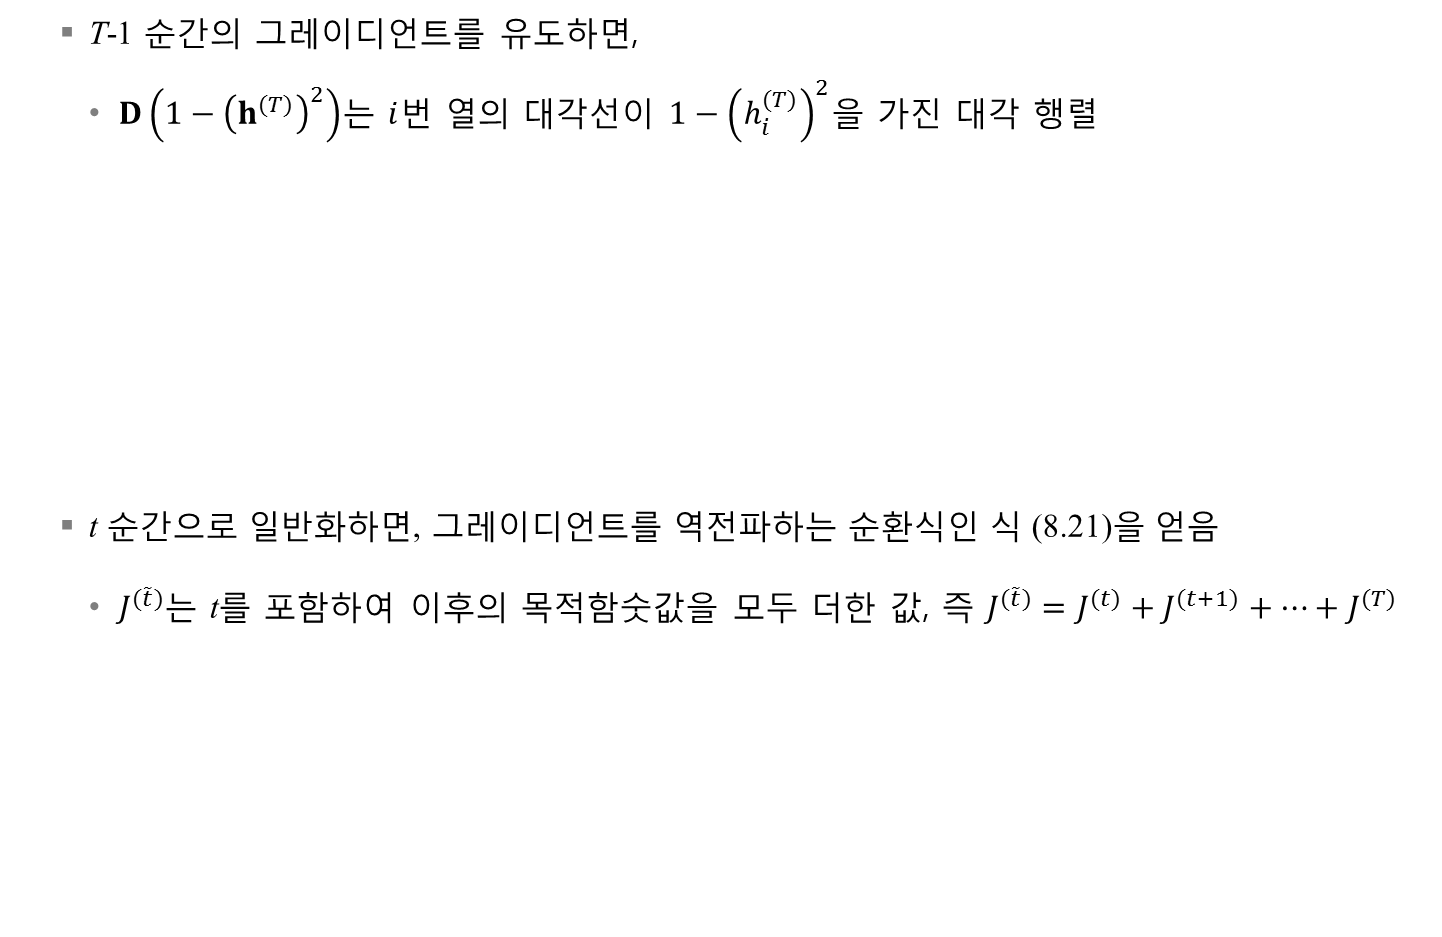 ▪ T-1 순간의 그레이디언트를 유도하면,
• 𝐃(1 − (𝐡⁽ᵀ⁾)²)는 i번 열의 대각선이 1 − (hᵢ⁽ᵀ⁾)²을 가진 대각 행렬
▪ t 순간으로 일반화하면, 그레이디언트를 역전파하는 순환식인 식 (8.21)을 얻음
• J⁽ᵗ̃⁾는 t를 포함하여 이후의 목적함숫값을 모두 더한 값, 즉 J⁽ᵗ̃⁾ = J⁽ᵗ⁾ + J⁽ᵗ⁺¹⁾ + ⋯ + J⁽ᵀ⁾